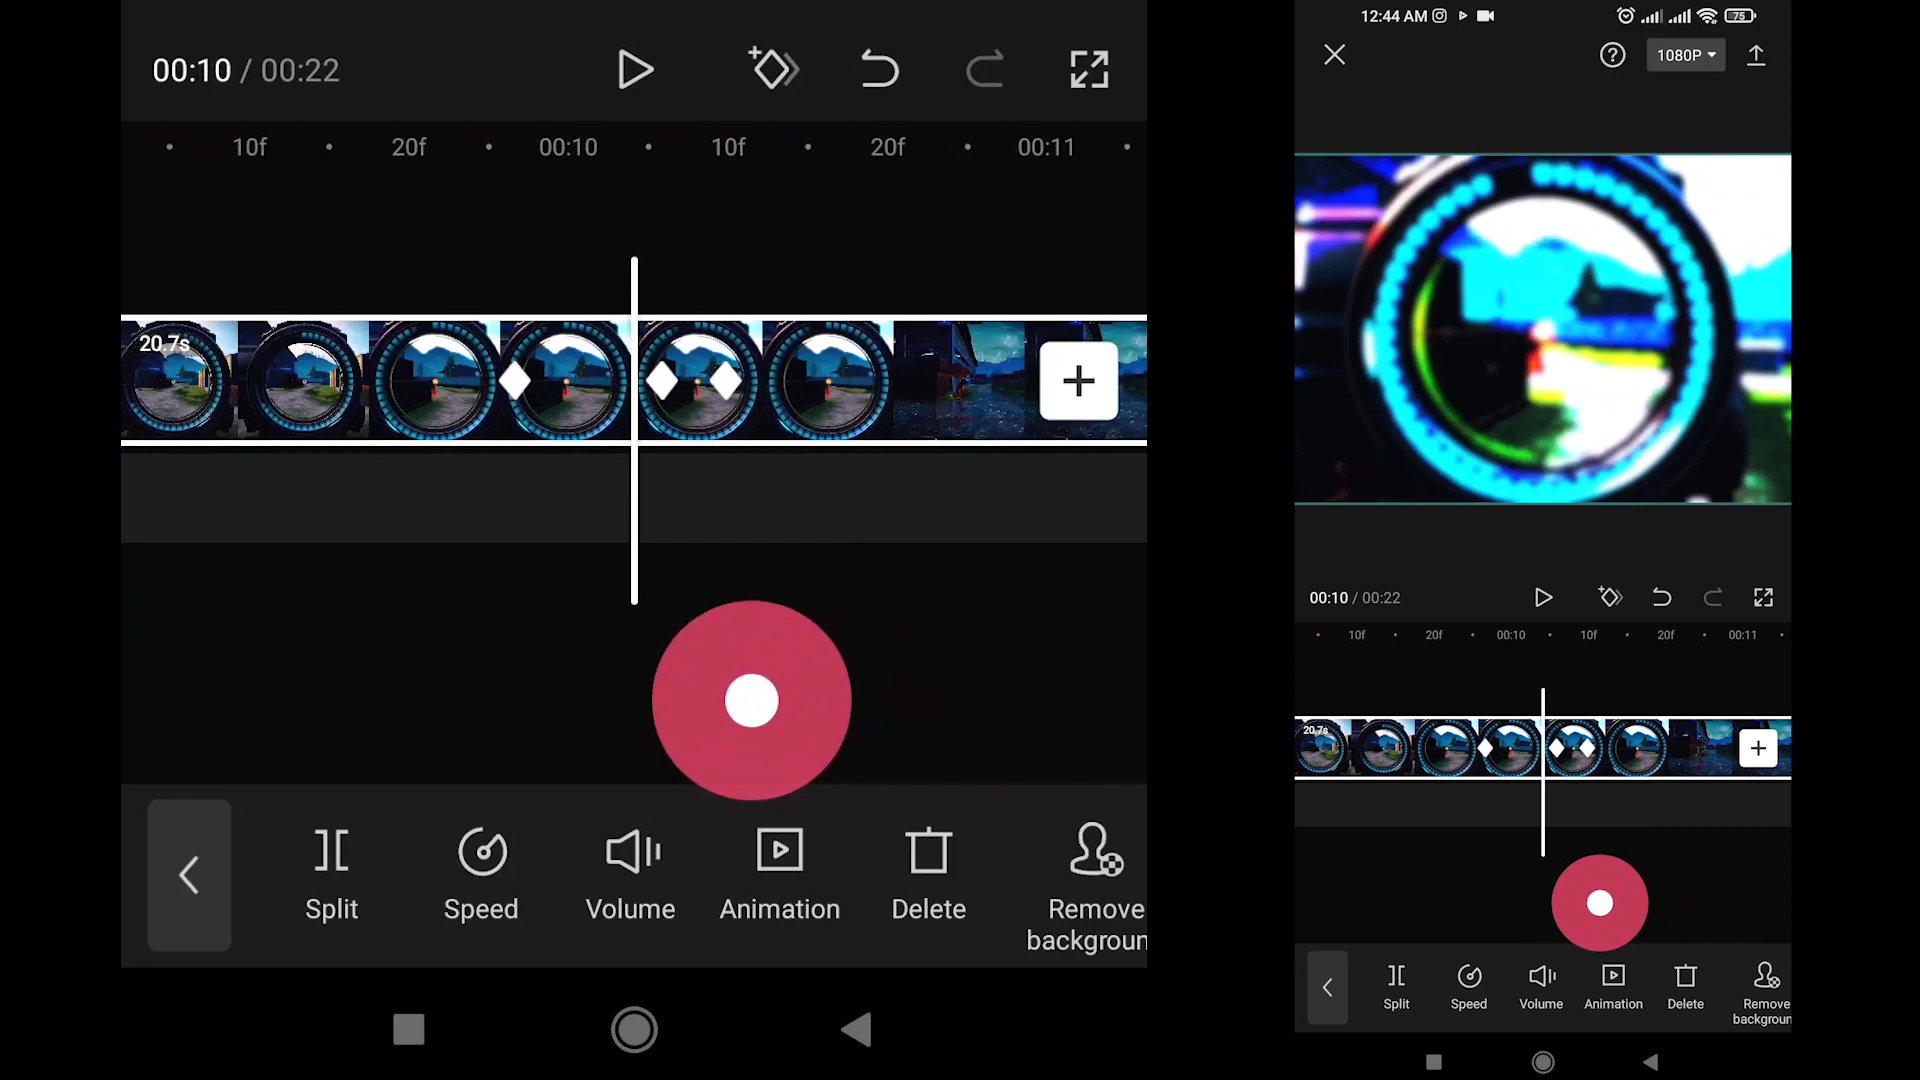 00:10 / 00:22
10f 20f 00:10 10f 20f 00:11
20.7s
Split Speed Volume Animation Delete Remove
backgroun
12:44 AM 75
1080P
00:10 / 00:22
10f 20f 00:10 10f 20f 00:11
20.7s
Split Speed Volume Animation Delete Remove
backgroun